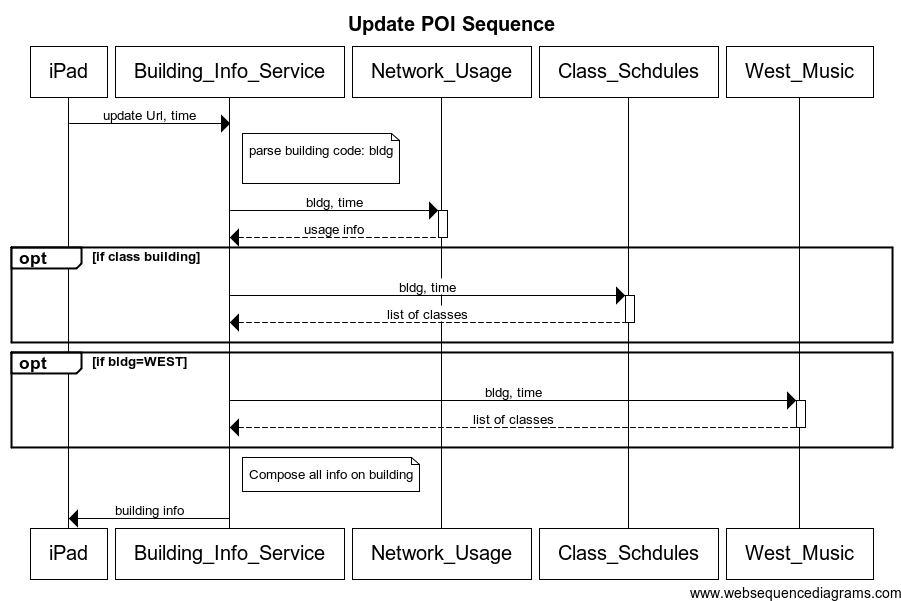 Update POI Sequence
iPad
Building_Info_Service
Network_Usage
Class_Schdules
West_Music
update Url, time
parse building code: bldg
bldg, time
usage info
opt
[if class building]
bldg, time
list of classes
opt
[if bldg=WEST]
bldg, time
list of classes
Compose all info on building
building info
iPad
Building_Info_Service
Network_Usage
Class_Schdules
West_Music
www.websequencediagrams.com